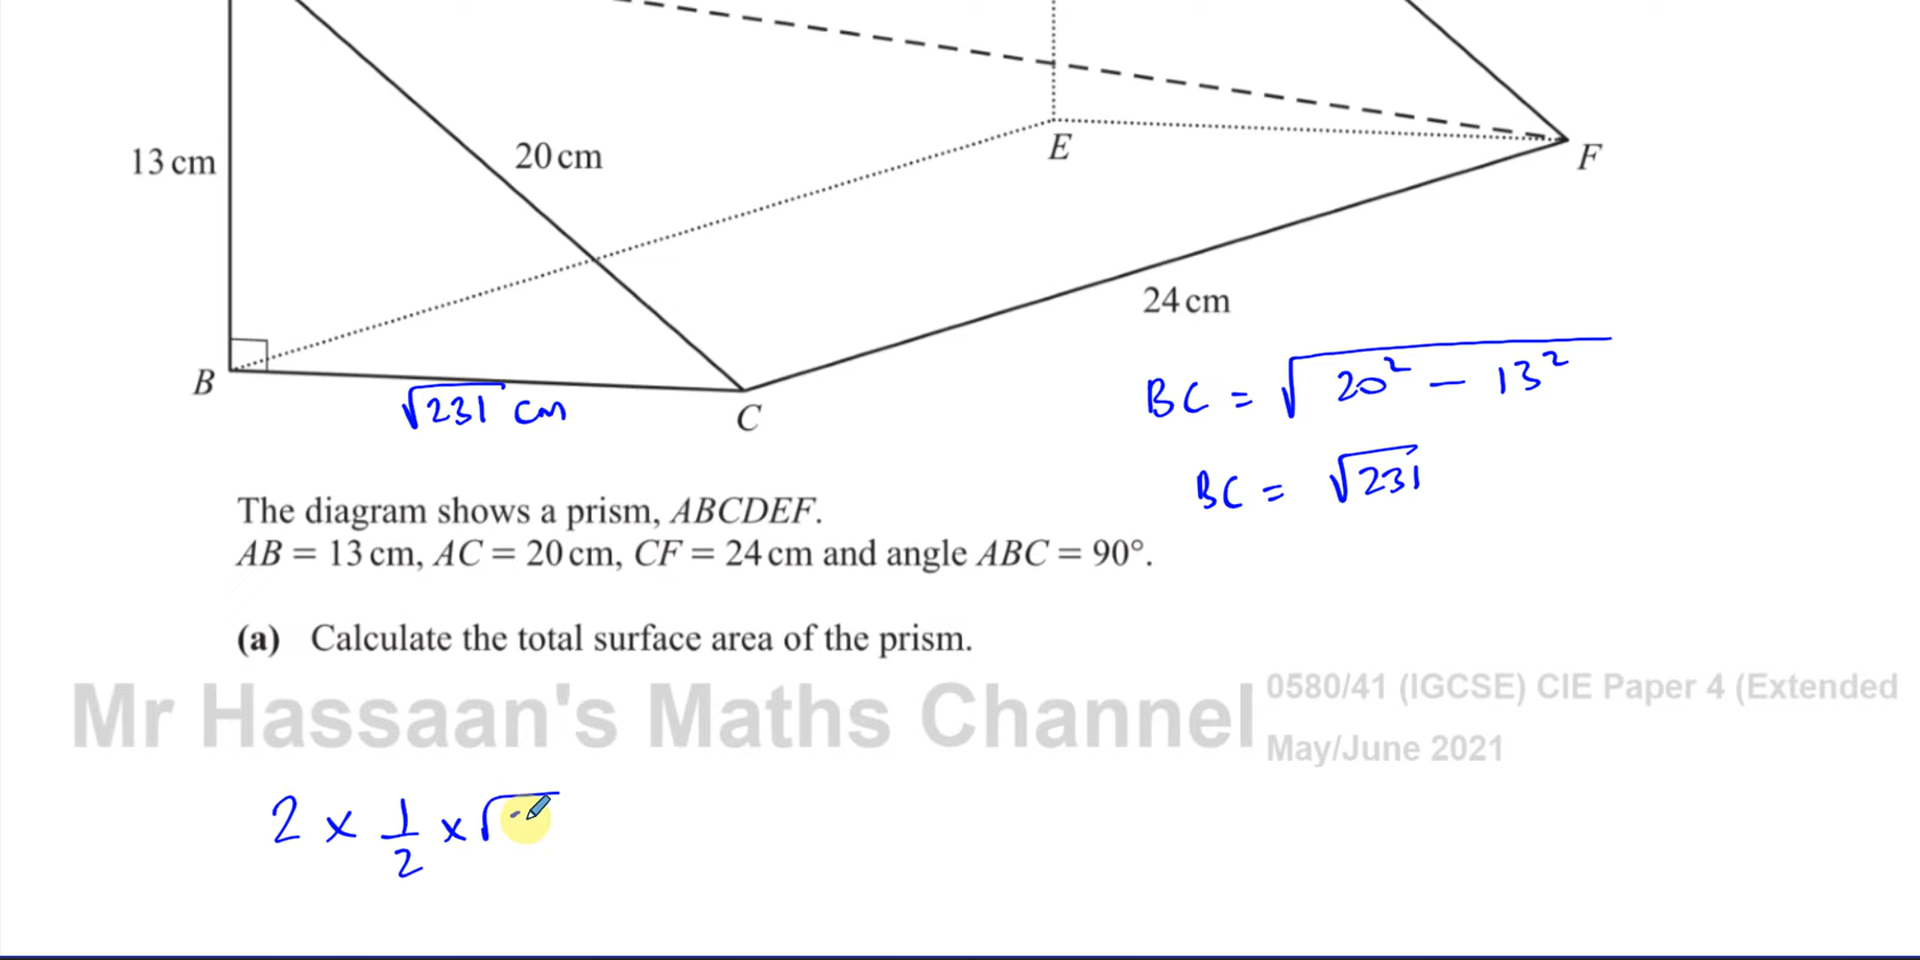 13 cm
20 cm
E
F
24 cm
B
√231 cm
C
BC = √20² − 13²
BC = √231
The diagram shows a prism, ABCDEF.
AB = 13 cm, AC = 20 cm, CF = 24 cm and angle ABC = 90°.
(a) Calculate the total surface area of the prism.
Mr Hassaan's Maths Channel
0580/41 (IGCSE) CIE Paper 4 (Extended
May/June 2021
2 × 1/2 × √